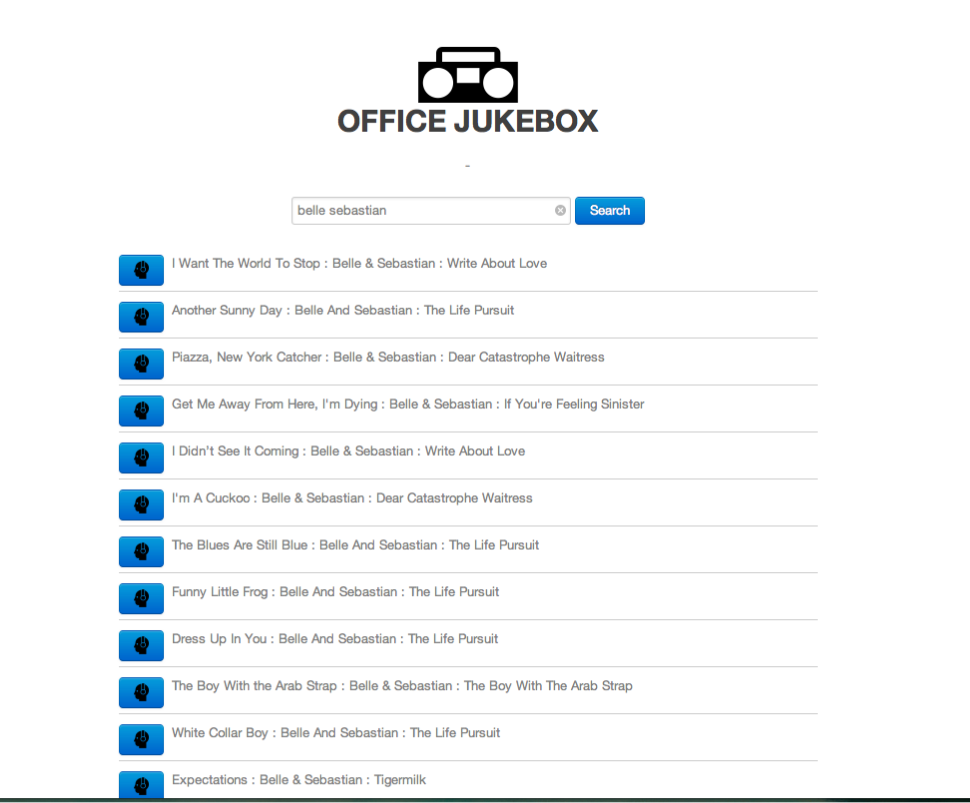 OFFICE JUKEBOX
-
belle sebastian
Search
I Want The World To Stop : Belle & Sebastian : Write About Love
Another Sunny Day : Belle And Sebastian : The Life Pursuit
Piazza, New York Catcher : Belle & Sebastian : Dear Catastrophe Waitress
Get Me Away From Here, I'm Dying : Belle & Sebastian : If You're Feeling Sinister
I Didn't See It Coming : Belle & Sebastian : Write About Love
I'm A Cuckoo : Belle & Sebastian : Dear Catastrophe Waitress
The Blues Are Still Blue : Belle And Sebastian : The Life Pursuit
Funny Little Frog : Belle And Sebastian : The Life Pursuit
Dress Up In You : Belle And Sebastian : The Life Pursuit
The Boy With the Arab Strap : Belle & Sebastian : The Boy With The Arab Strap
White Collar Boy : Belle And Sebastian : The Life Pursuit
Expectations : Belle & Sebastian : Tigermilk